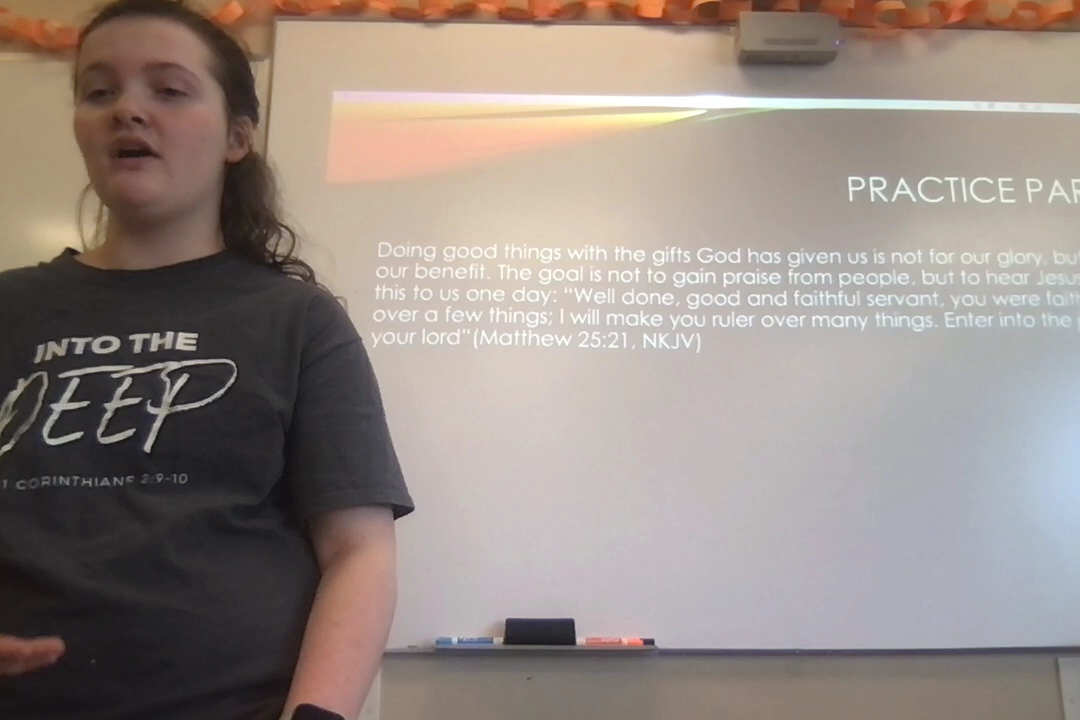 PRACTICE PAR
Doing good things with the gifts God has given us is not for our glory, but
our benefit. The goal is not to gain praise from people, but to hear Jesus
this to us one day: “Well done, good and faithful servant, you were faith
over a few things; I will make you ruler over many things. Enter into the
your lord”(Matthew 25:21, NKJV)
INTO THE
DEEP
1 CORINTHIANS 2:9-10